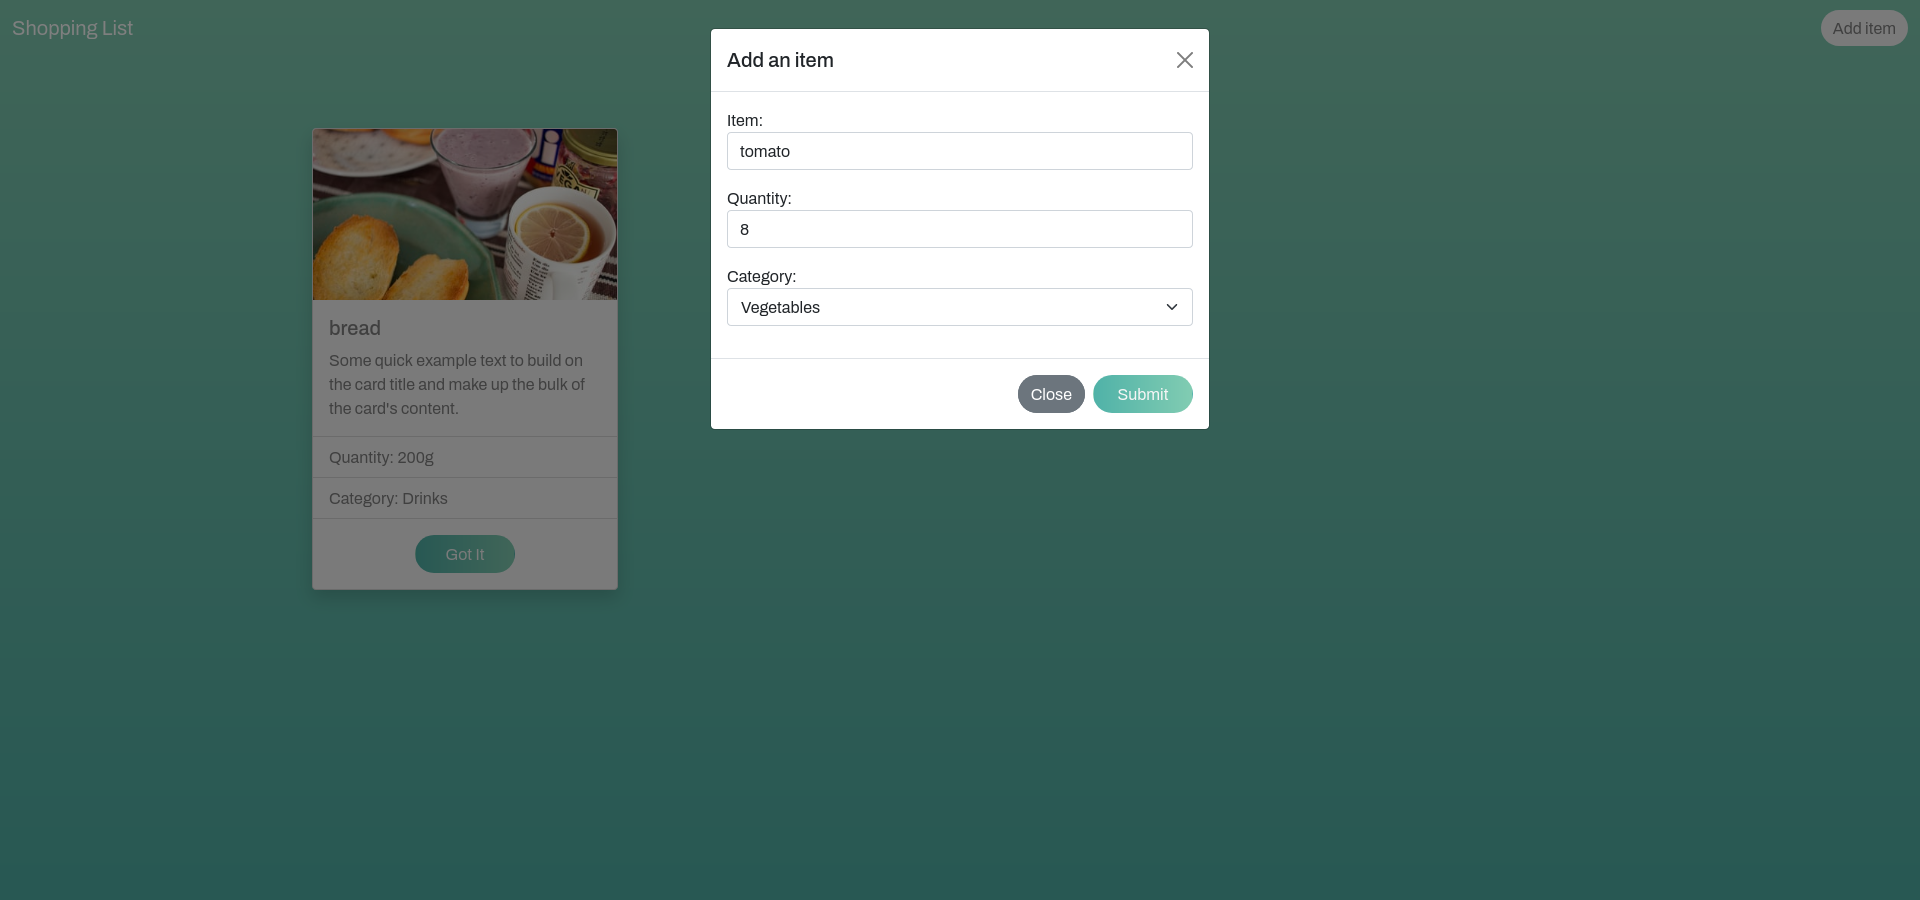 Shopping List
Add item
Add an item
Item:
tomato
Quantity:
8
Category:
Vegetables
Close
Submit
bread
Some quick example text to build on
the card title and make up the bulk of
the card's content.
Quantity: 200g
Category: Drinks
Got It